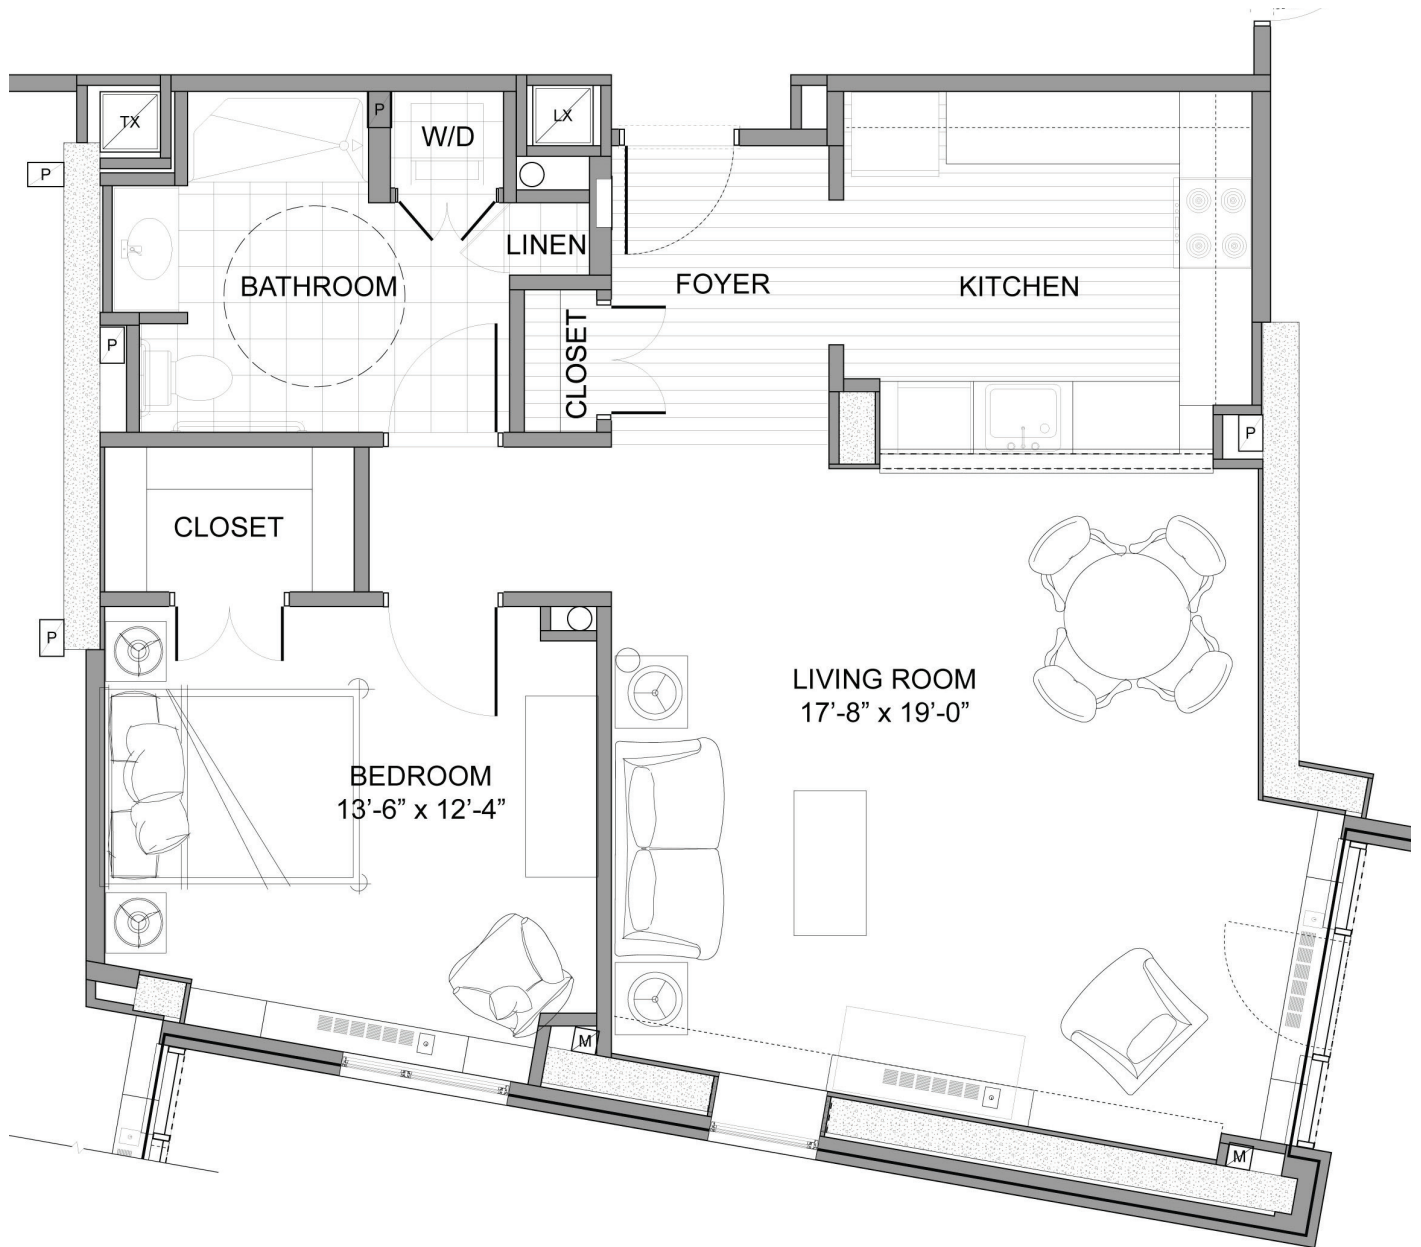 TX
P
W/D
LX
P
LINEN
BATHROOM
FOYER
KITCHEN
P
CLOSET
P
CLOSET
P
LIVING ROOM
17’-8” x 19’-0”
BEDROOM
13’-6” x 12’-4”
M
M